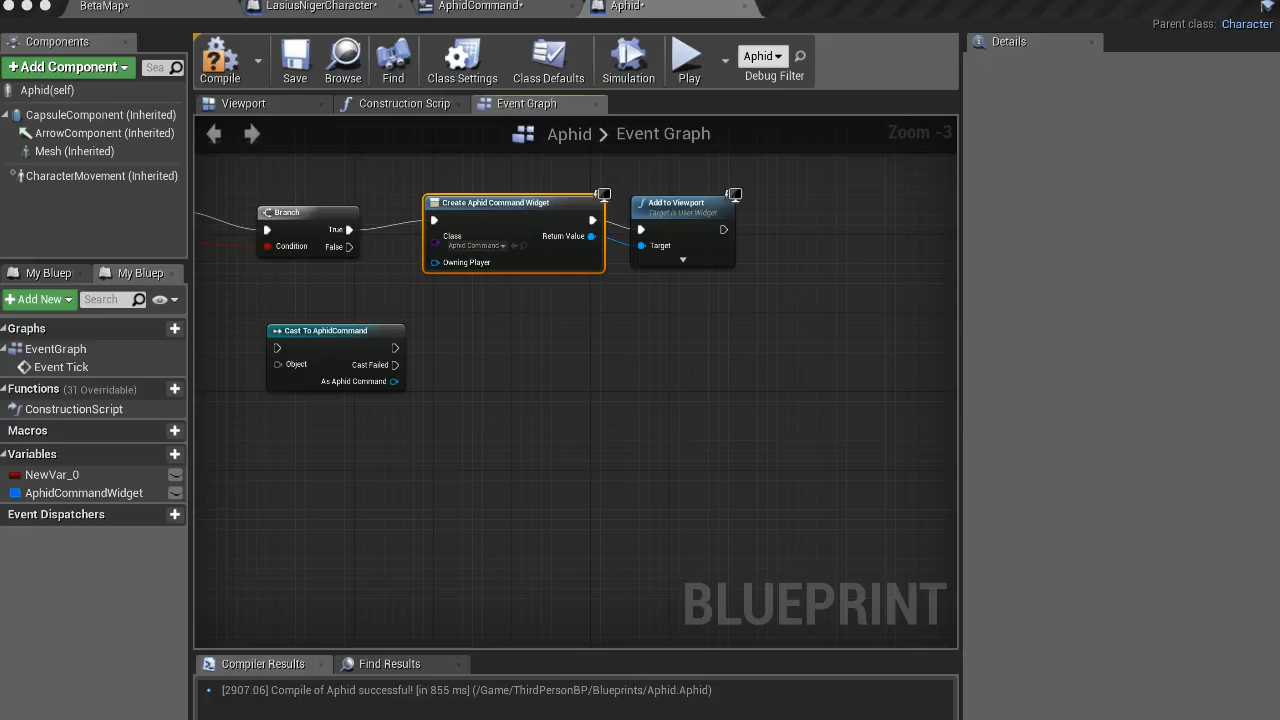 BetaMap*
LasiusNigerCharacter*
AphidCommand*
Aphid*
Parent class: Character
Components
+Add Component
Sea
Aphid(self)
CapsuleComponent (Inherited)
ArrowComponent (Inherited)
Mesh (Inherited)
CharacterMovement (Inherited)
Compile
Save
Browse
Find
Class Settings
Class Defaults
Simulation
Play
Aphid
Debug Filter
Details
Viewport
Construction Scrip
Event Graph
Aphid > Event Graph
Zoom -3
Branch
True
Condition
False
Create Aphid Command Widget
Class
Aphid Command
Return Value
Owning Player
Add to Viewport
Target is User Widget
Target
Cast To AphidCommand
Object
Cast Failed
As Aphid Command
My Bluep
My Bluep
+Add New
Search
Graphs
EventGraph
Event Tick
Functions (31 Overridable)
ConstructionScript
Macros
Variables
NewVar_0
AphidCommandWidget
Event Dispatchers
BLUEPRINT
Compiler Results
Find Results
[2907.06] Compile of Aphid successful! [in 855 ms] (/Game/ThirdPersonBP/Blueprints/Aphid.Aphid)